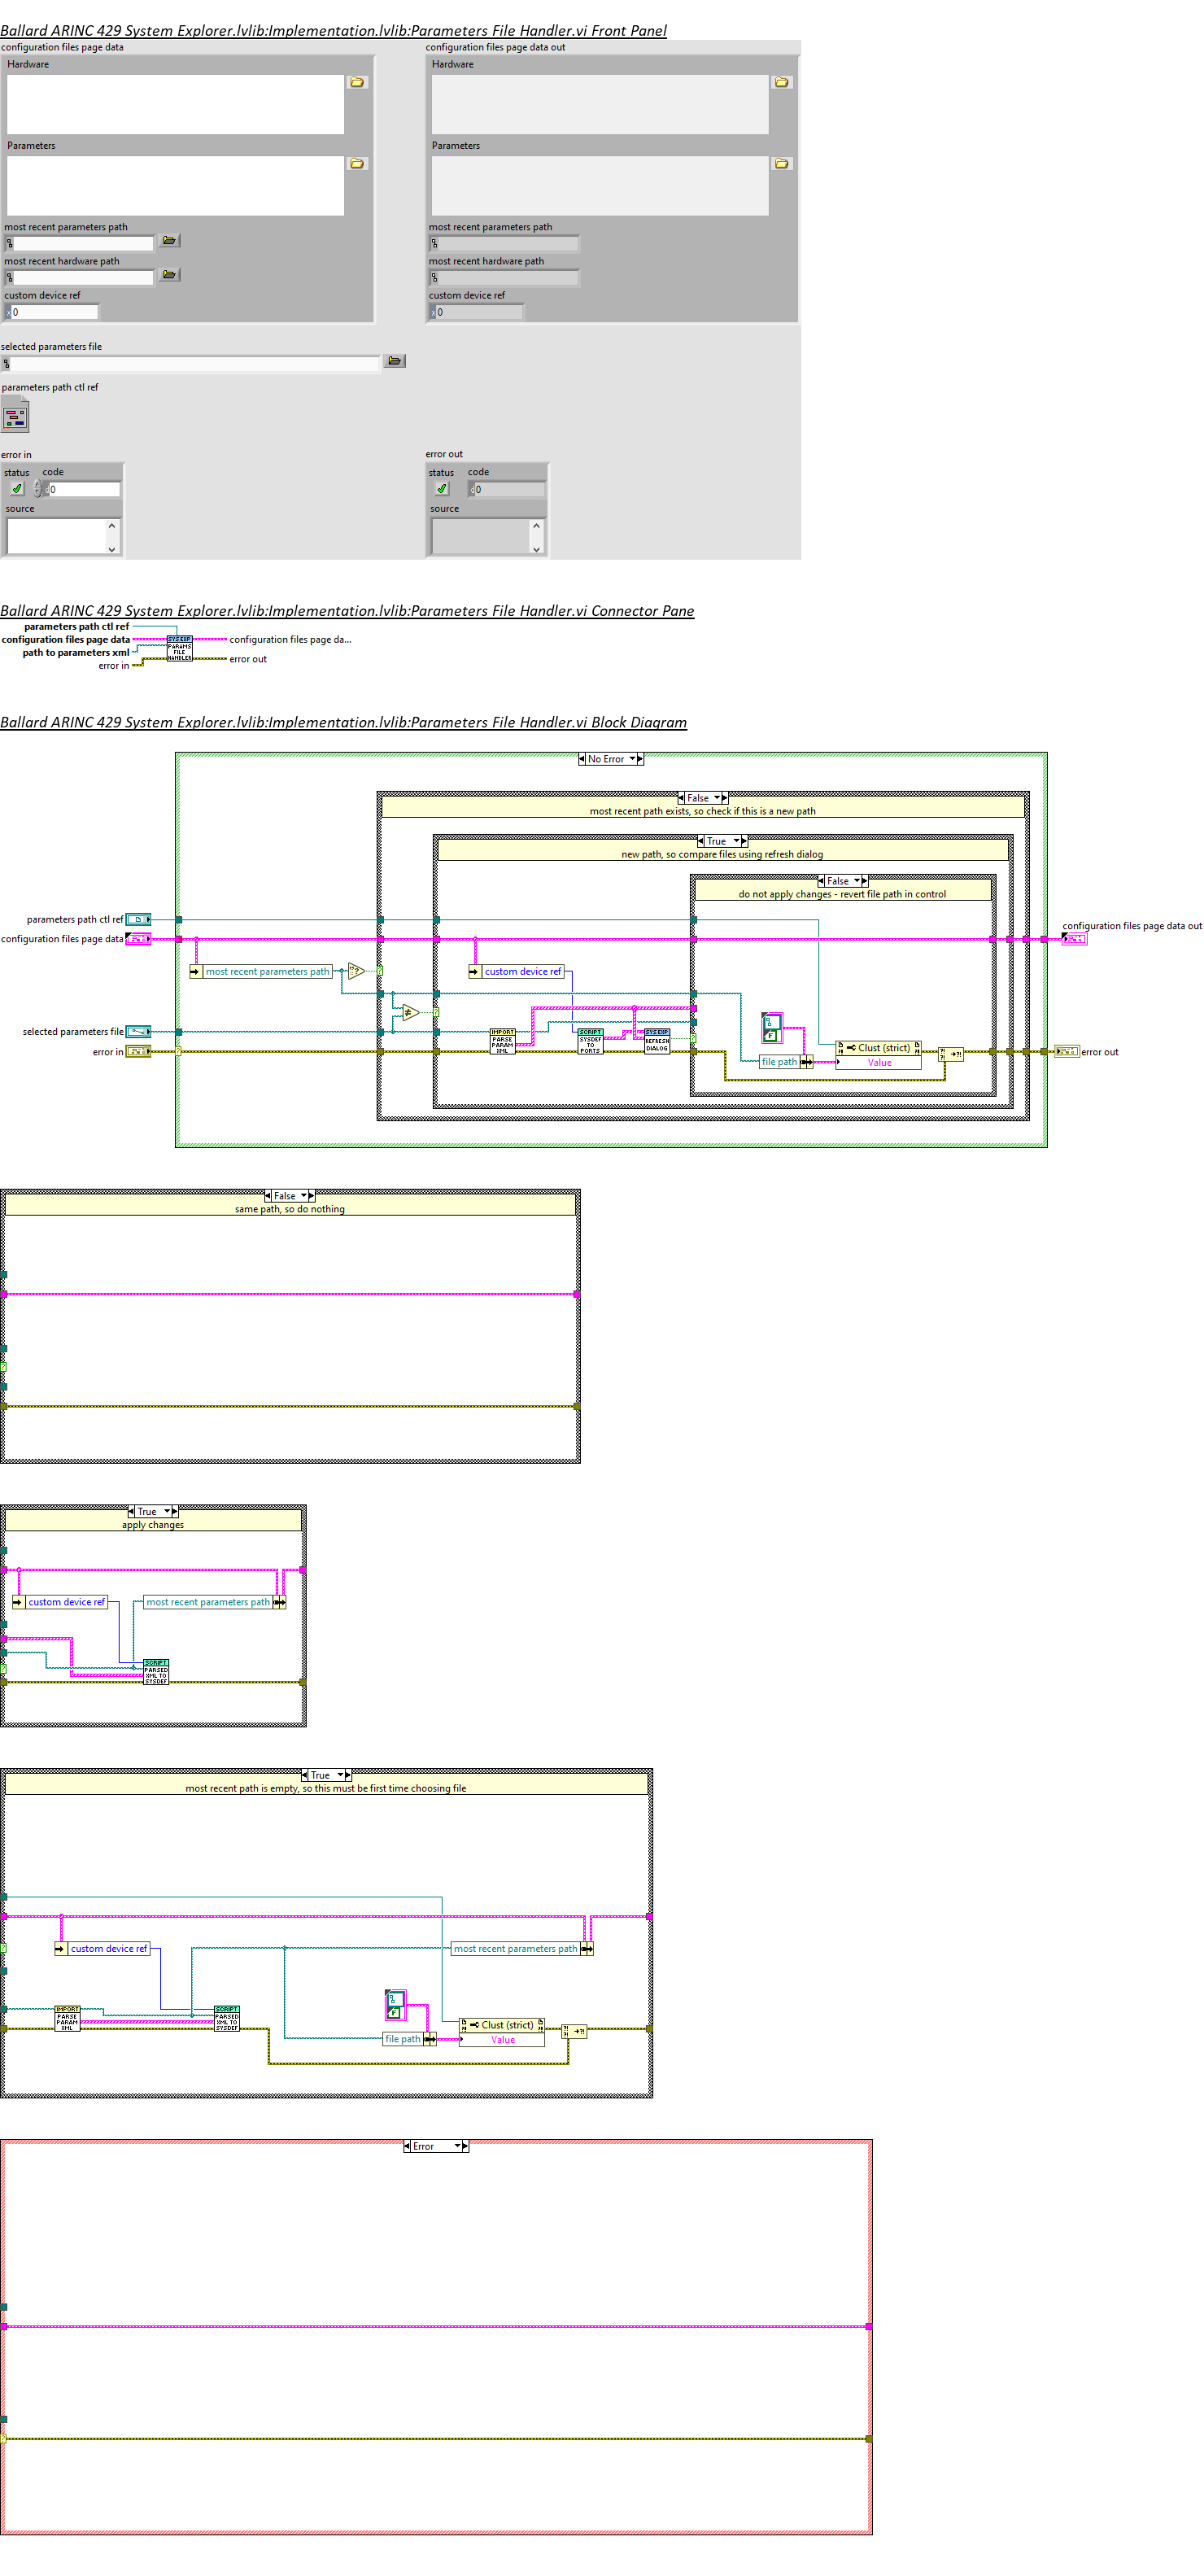 Ballard ARINC 429 System Explorer.lvlib:Implementation.lvlib:Parameters File Handler.vi Front Panel
configuration files page data
configuration files page data out
Hardware
Hardware
Parameters
Parameters
most recent parameters path
most recent parameters path
most recent hardware path
most recent hardware path
custom device ref
custom device ref
x 0
x 0
selected parameters file
parameters path ctl ref
error in
error out
status code
status code
d 0
d 0
source
source
Ballard ARINC 429 System Explorer.lvlib:Implementation.lvlib:Parameters File Handler.vi Connector Pane
parameters path ctl ref
configuration files page data
path to parameters xml
error in
SYSEXP
PARAMS
FILE
HANDLER
configuration files page da...
error out
Ballard ARINC 429 System Explorer.lvlib:Implementation.lvlib:Parameters File Handler.vi Block Diagram
No Error
False
most recent path exists, so check if this is a new path
True
new path, so compare files using refresh dialog
False
do not apply changes - revert file path in control
parameters path ctl ref
configuration files page data
configuration files page data out
most recent parameters path
custom device ref
selected parameters file
IMPORT
PARSE
PARAM
XML
SCRIPT
SYSDEF
TO
PORTS
SYSEXP
REFRESH
DIALOG
F
file path
Clust (strict)
Value
error in
error out
False
same path, so do nothing
True
apply changes
custom device ref
most recent parameters path
SCRIPT
PARSED
XML TO
SYSDEF
True
most recent path is empty, so this must be first time choosing file
custom device ref
most recent parameters path
IMPORT
PARSE
PARAM
XML
SCRIPT
PARSED
XML TO
SYSDEF
F
file path
Clust (strict)
Value
Error